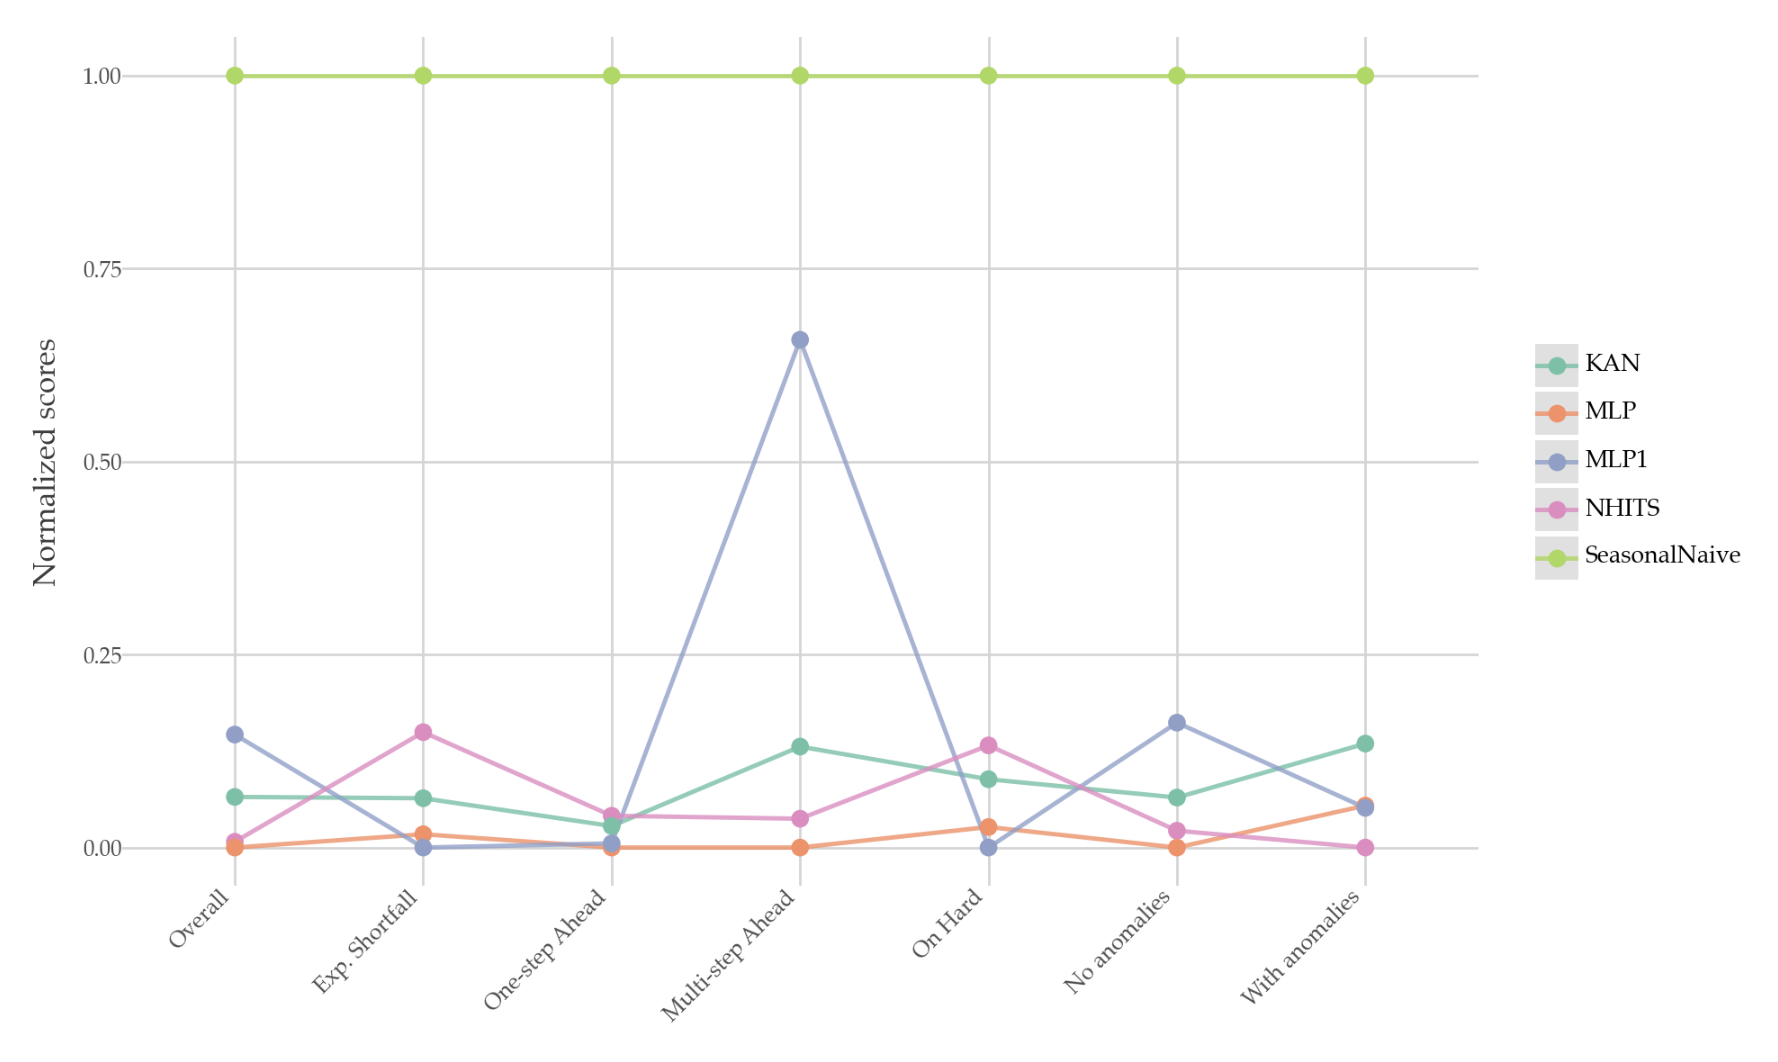 Normalized scores
1.00
0.75
0.50
0.25
0.00
Overall
Exp. Shortfall
One-step Ahead
Multi-step Ahead
On Hard
No anomalies
With anomalies
KAN
MLP
MLP1
NHITS
SeasonalNaive